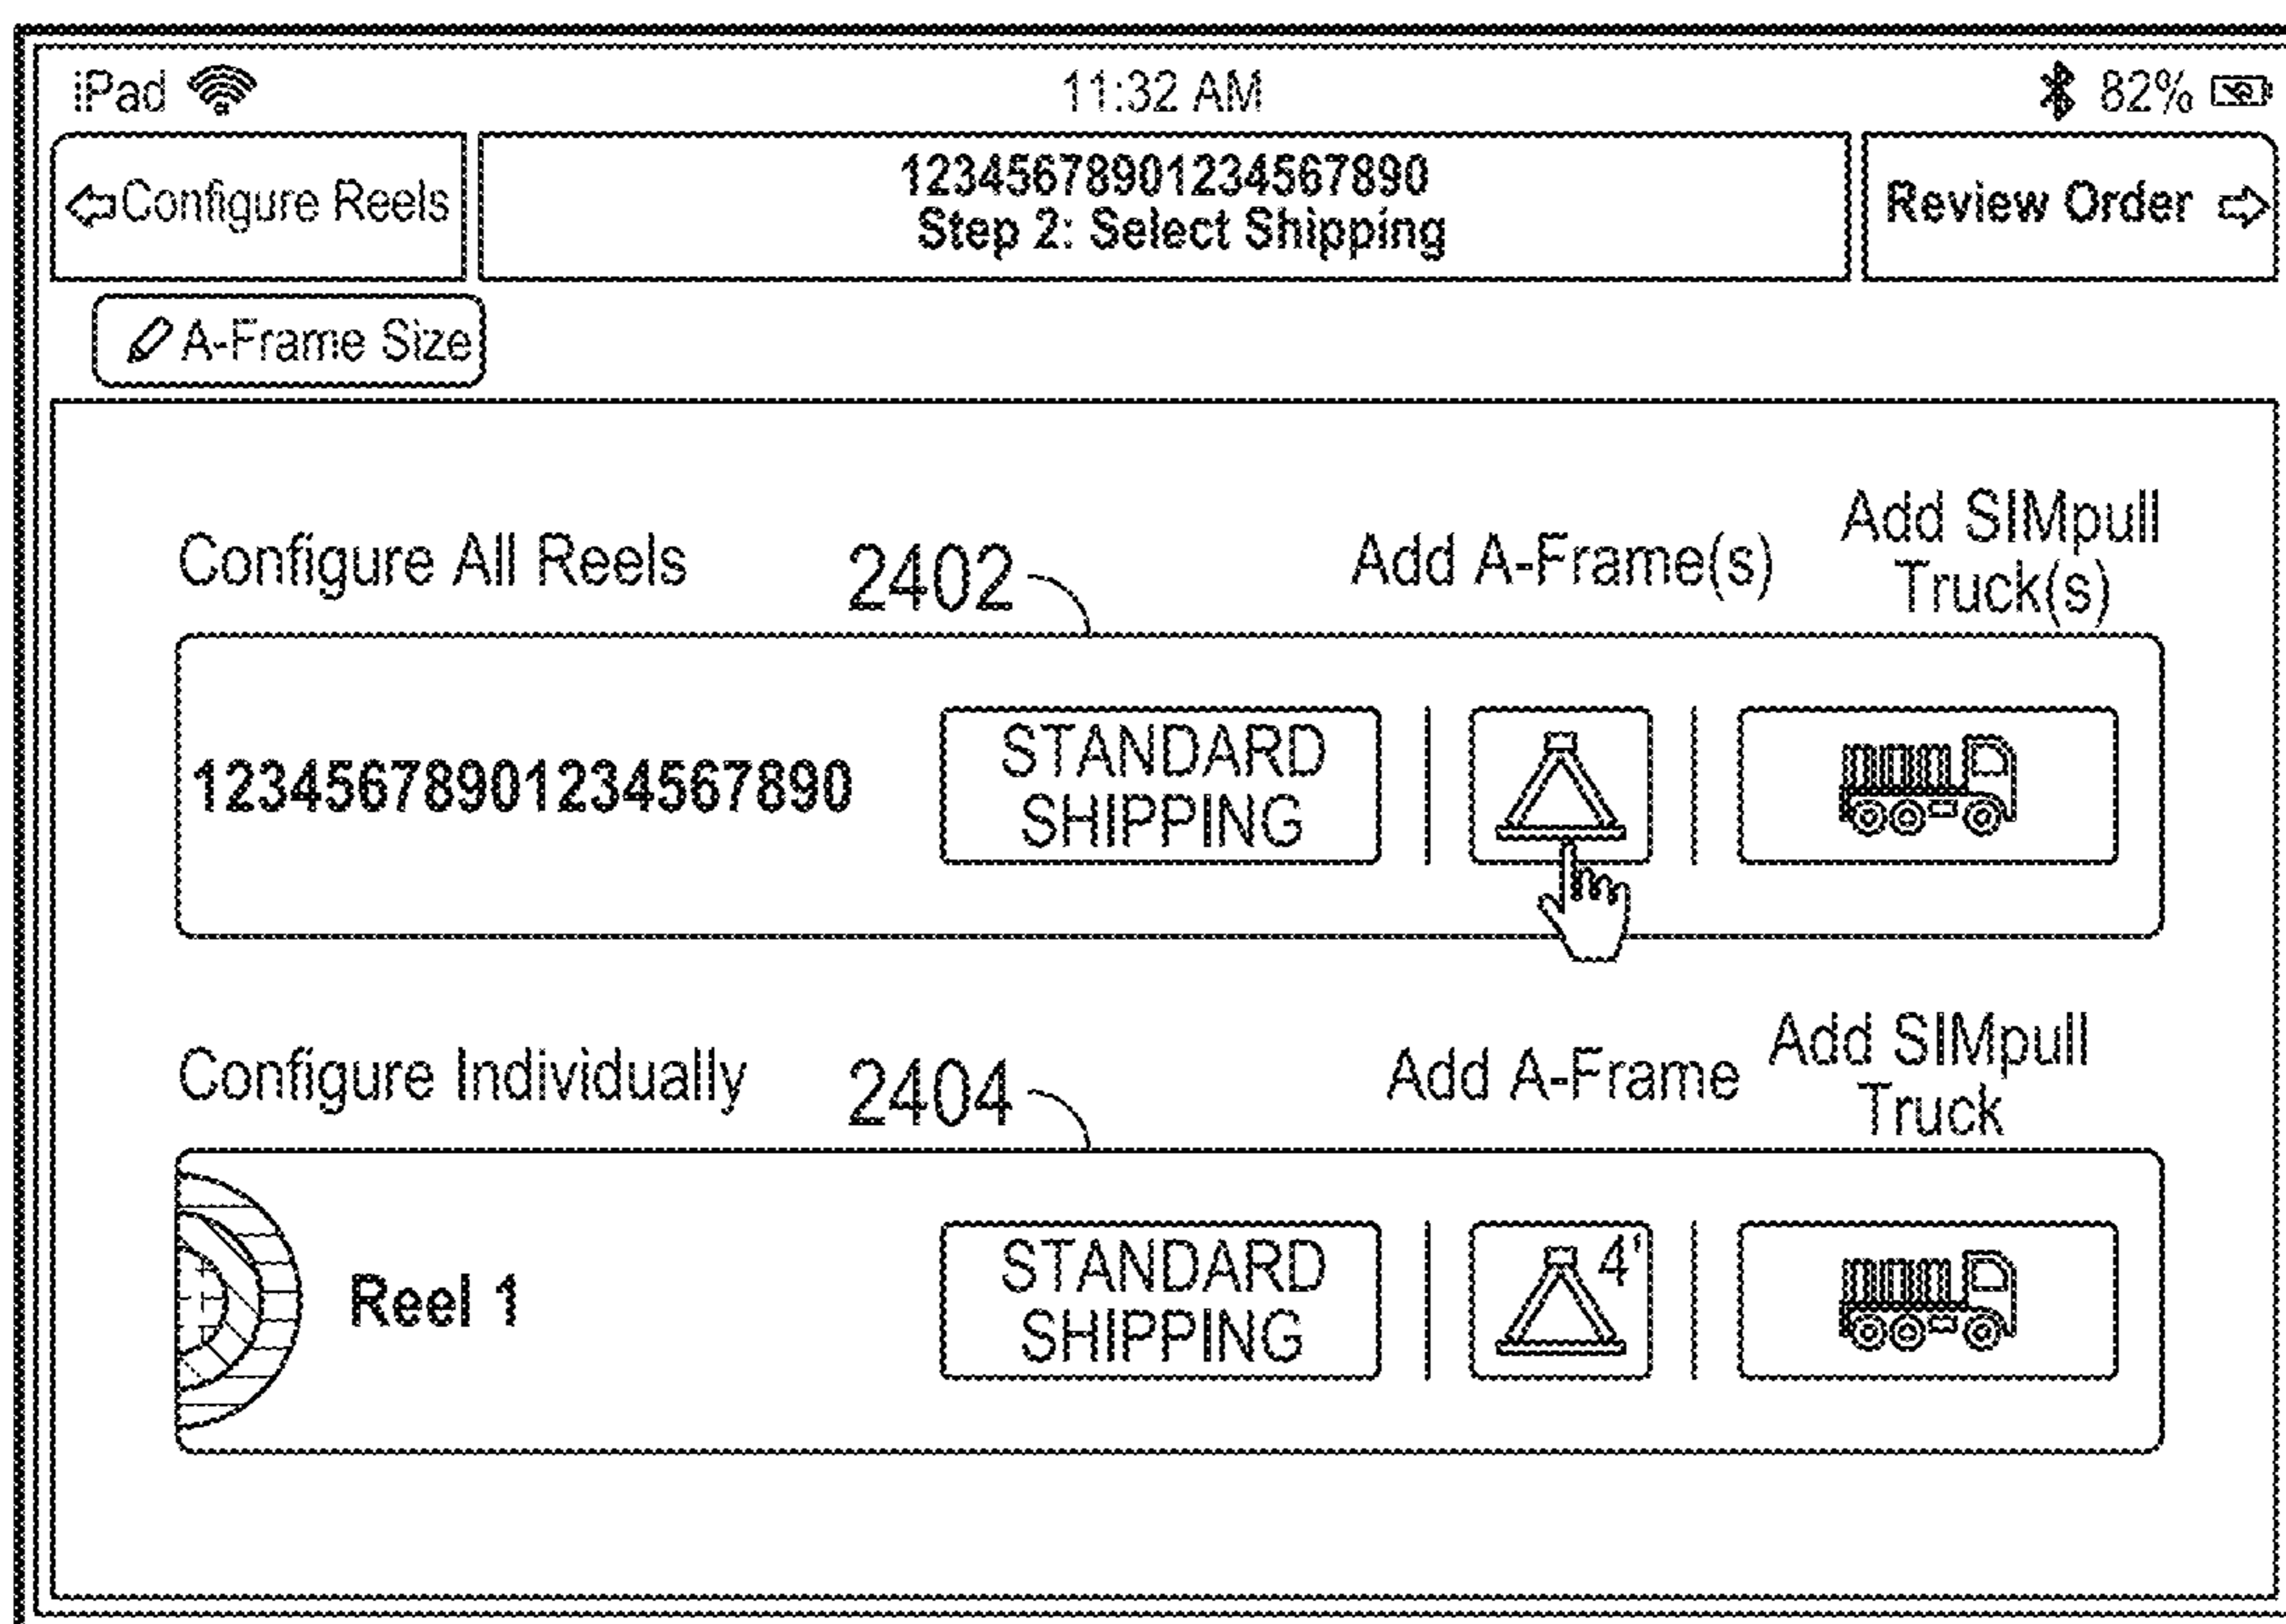 iPad 11:32 AM 82%
Configure Reels
12345678901234567890
Step 2: Select Shipping
Review Order
A-Frame Size
Configure All Reels
2402
Add A-Frame(s)
Add SIMpull
Truck(s)
12345678901234567890
STANDARD
SHIPPING
Configure Individually
2404
Add A-Frame
Add SIMpull
Truck
Reel 1
STANDARD
SHIPPING
4'